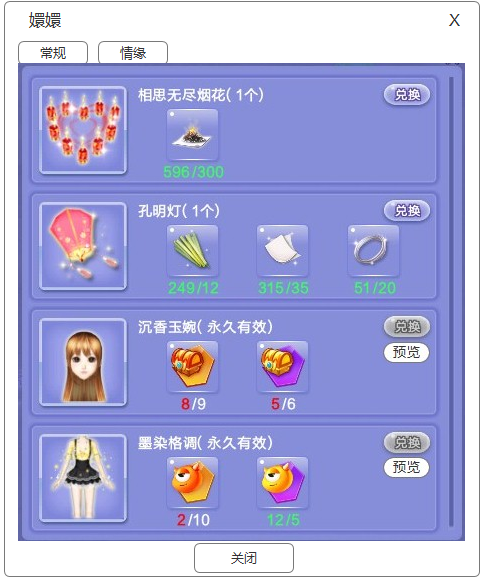 嬛嬛
X
常规
情缘
相思无尽烟花( 1个)
兑换
596/300
孔明灯( 1个)
兑换
249/12
315/35
51/20
沉香玉婉( 永久有效)
兑换
预览
8/9
5/6
墨染格调( 永久有效)
兑换
预览
2/10
12/5
关闭